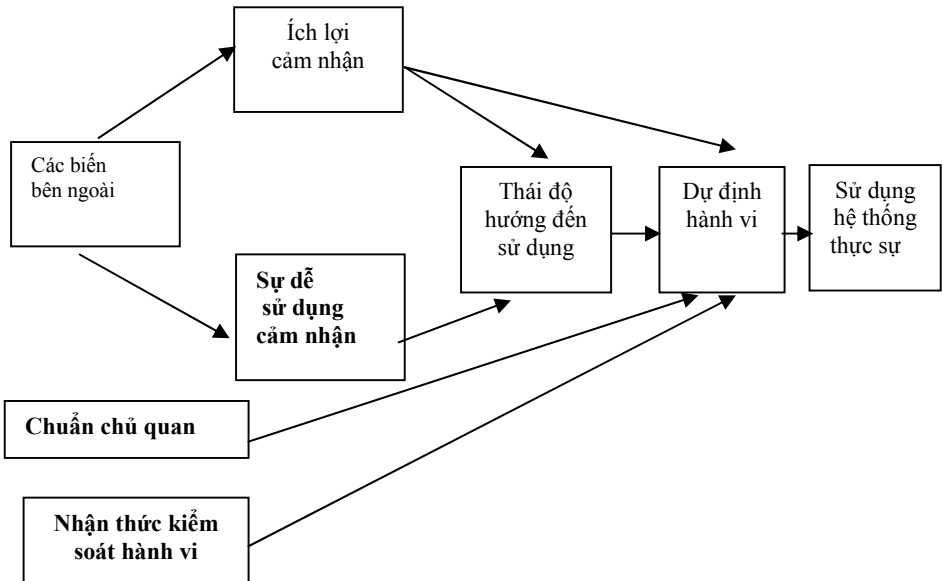 Ích lợi
cảm nhận
Các biến
bên ngoài
Thái độ
hướng đến
sử dụng
Dự định
hành vi
Sử dụng
hệ thống
thực sự
Sự dễ
sử dụng
cảm nhận
Chuẩn chủ quan
Nhận thức kiểm
soát hành vi